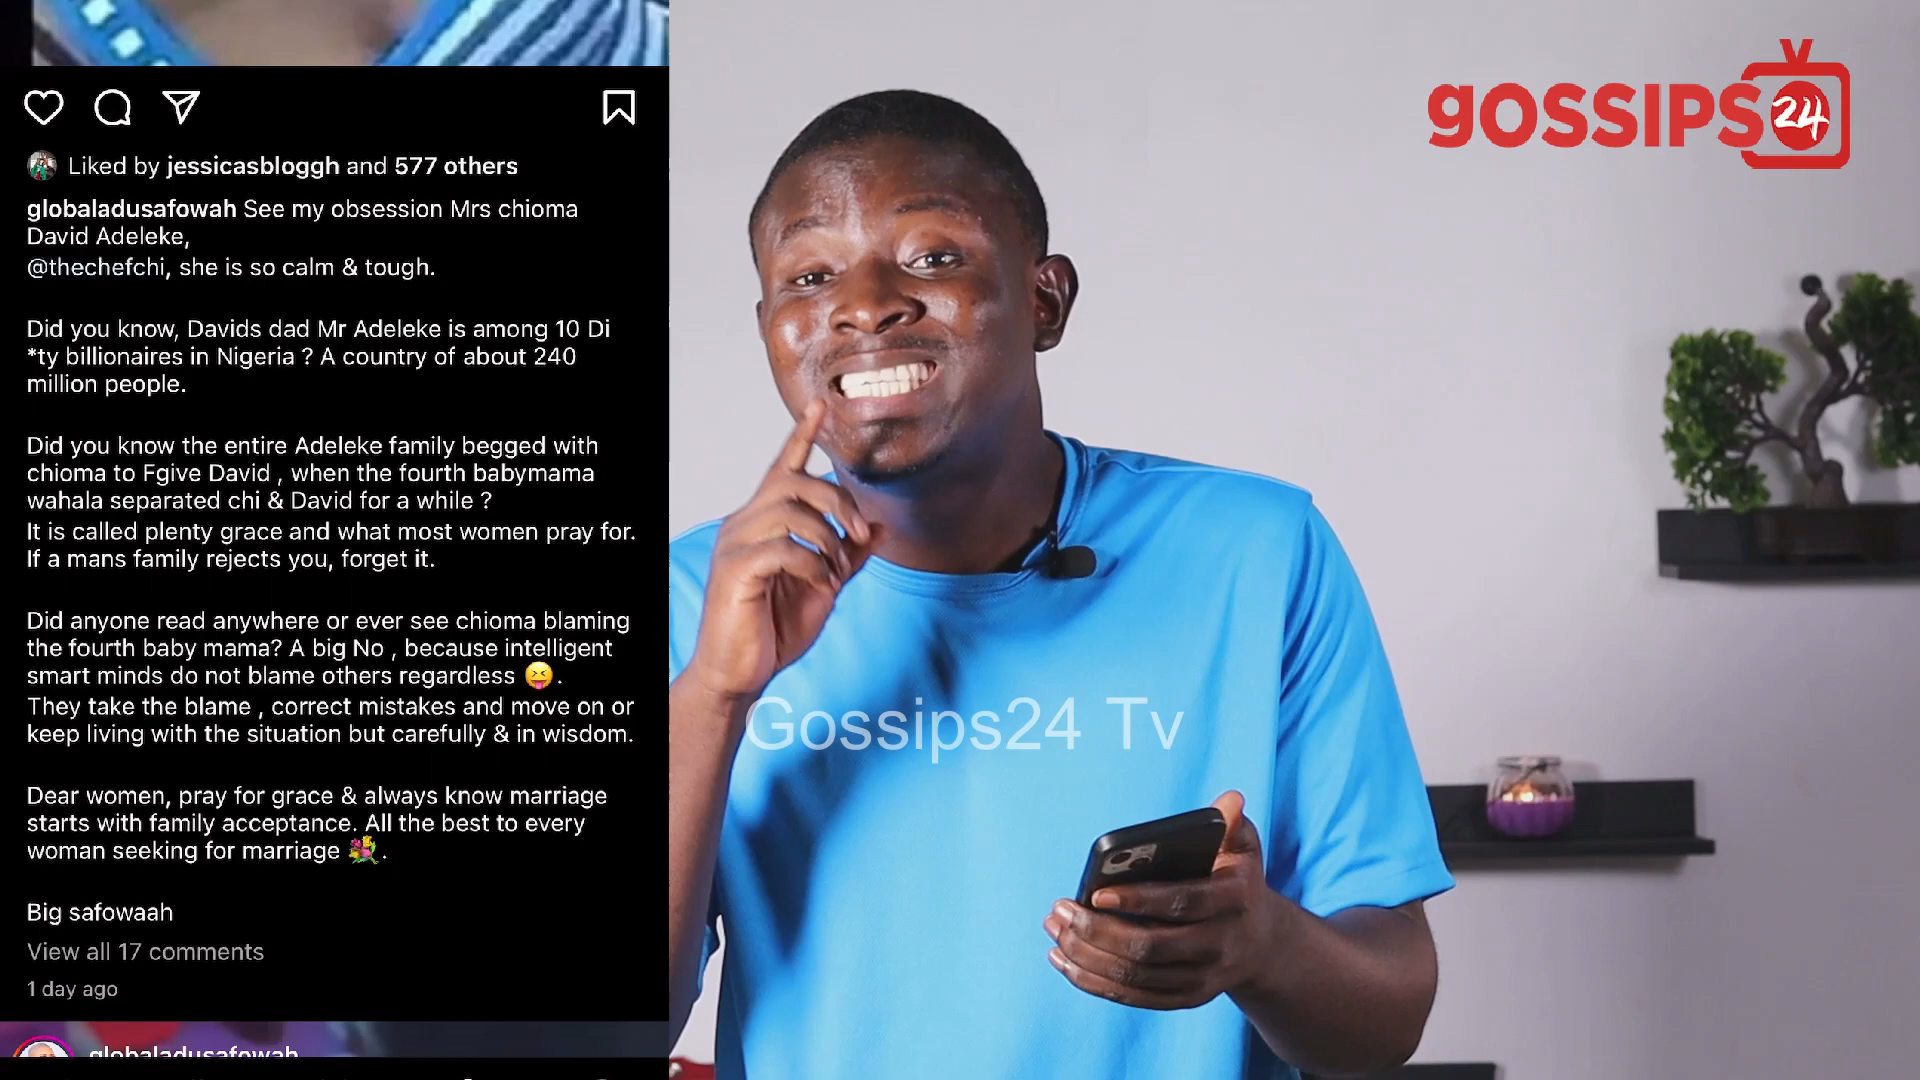 Liked by jessicasbloggh and 577 others
globaladusafowah See my obsession Mrs chioma
David Adeleke,
@thechefchi, she is so calm & tough.
Did you know, Davids dad Mr Adeleke is among 10 Di
*ty billionaires in Nigeria ? A country of about 240
million people.
Did you know the entire Adeleke family begged with
chioma to Fgive David , when the fourth babymama
wahala separated chi & David for a while ?
It is called plenty grace and what most women pray for.
If a mans family rejects you, forget it.
Did anyone read anywhere or ever see chioma blaming
the fourth baby mama? A big No , because intelligent
smart minds do not blame others regardless 😝.
They take the blame , correct mistakes and move on or
keep living with the situation but carefully & in wisdom.
Dear women, pray for grace & always know marriage
starts with family acceptance. All the best to every
woman seeking for marriage 💐.
Big safowaah
View all 17 comments
1 day ago
globaladusafowah
gOSSIPS24
Gossips24 Tv